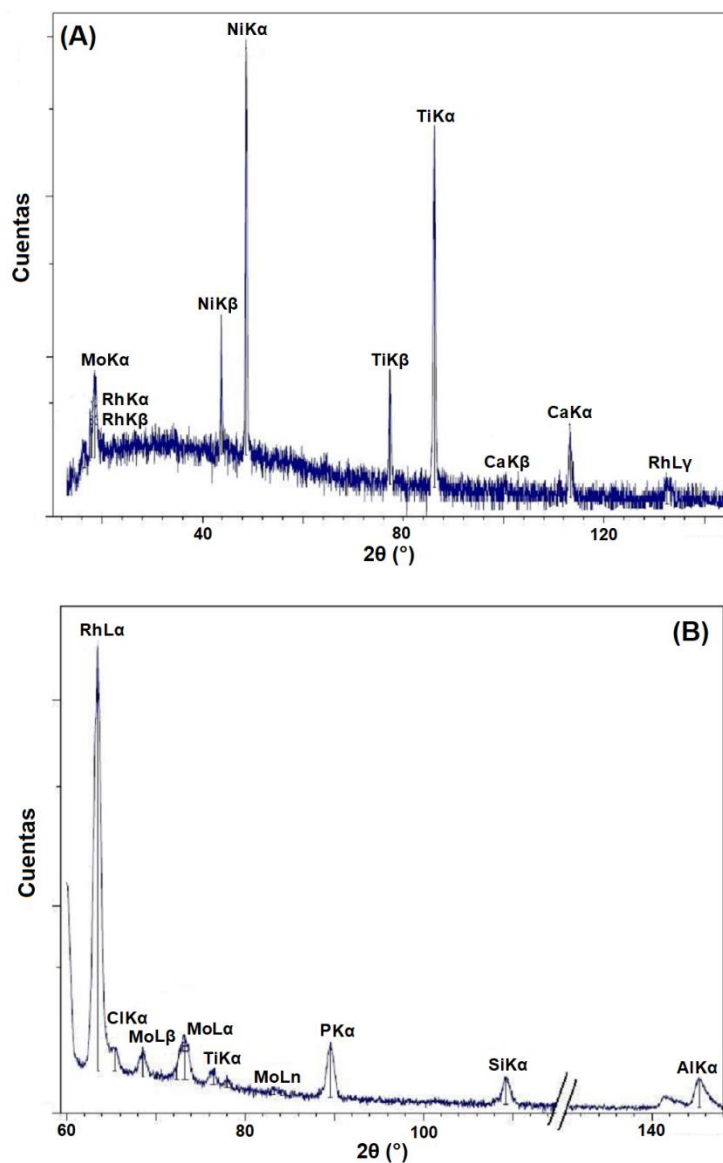 (A)
NiKα
TiKα
NiKβ
MoKα
TiKβ
RhKα
RhKβ
CaKα
CaKβ
RhLγ
Cuentas
40
80
120
2θ (°)
RhLα
(B)
ClKα
MoLβ
MoLα
TiKα
MoLn
PKα
SiKα
AlKα
Cuentas
60
80
100
140
2θ (°)